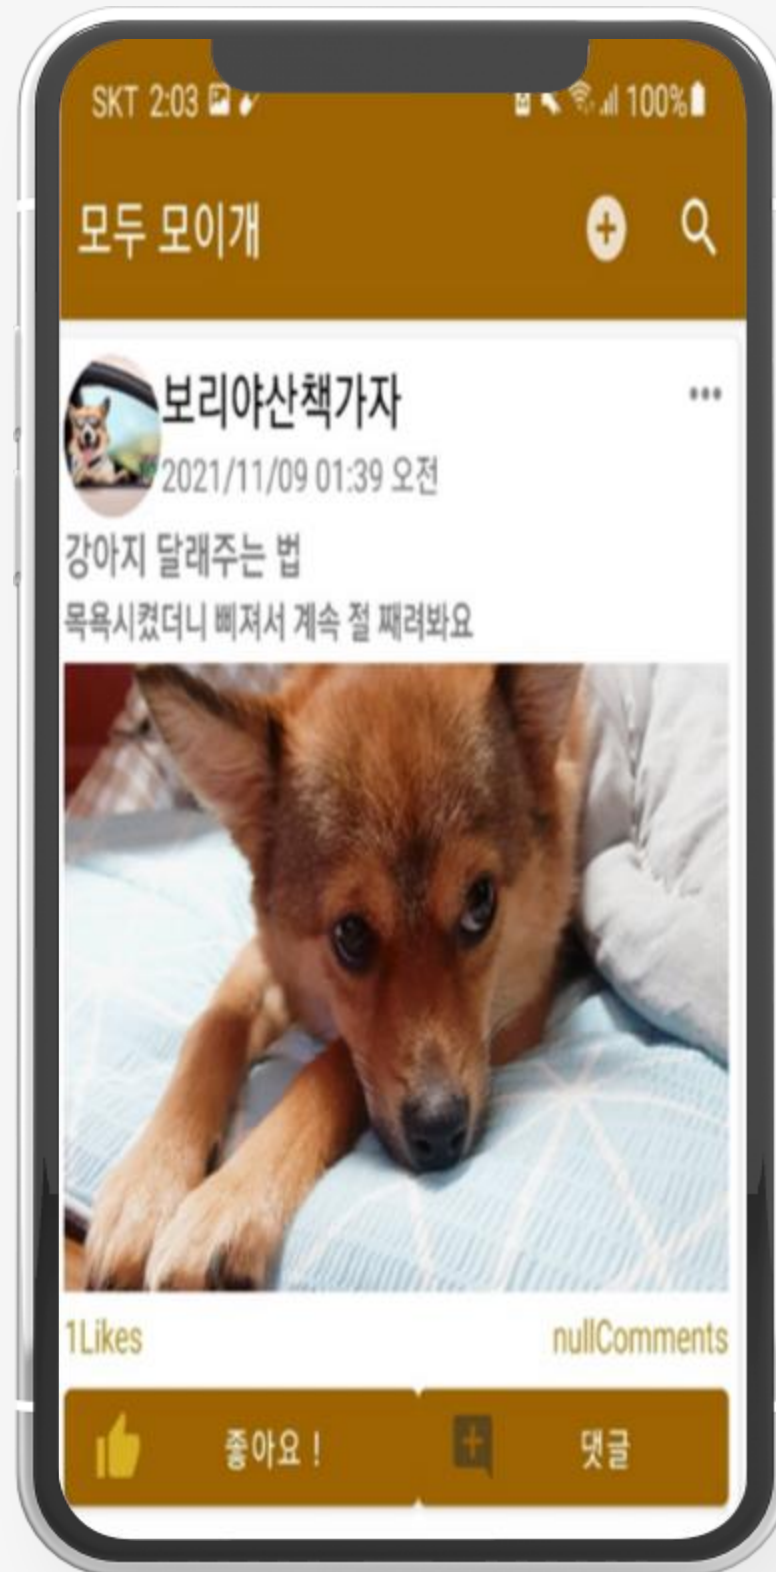 SKT 2:03
100%
모두 모이개
보리야산책가자
2021/11/09 01:39 오전
강아지 달래주는 법
목욕시켰더니 삐져서 계속 절 째려봐요
1Likes
nullComments
좋아요 !
댓글